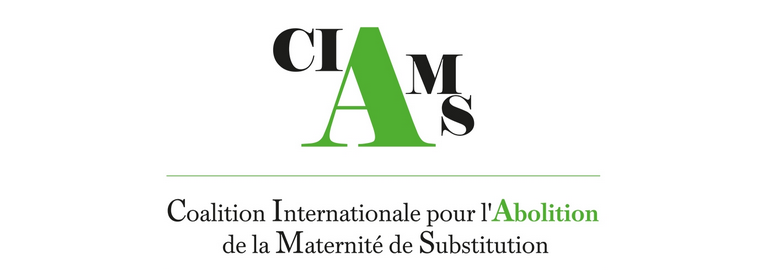 CIAMS
Coalition Internationale pour l'Abolition
de la Maternité de Substitution